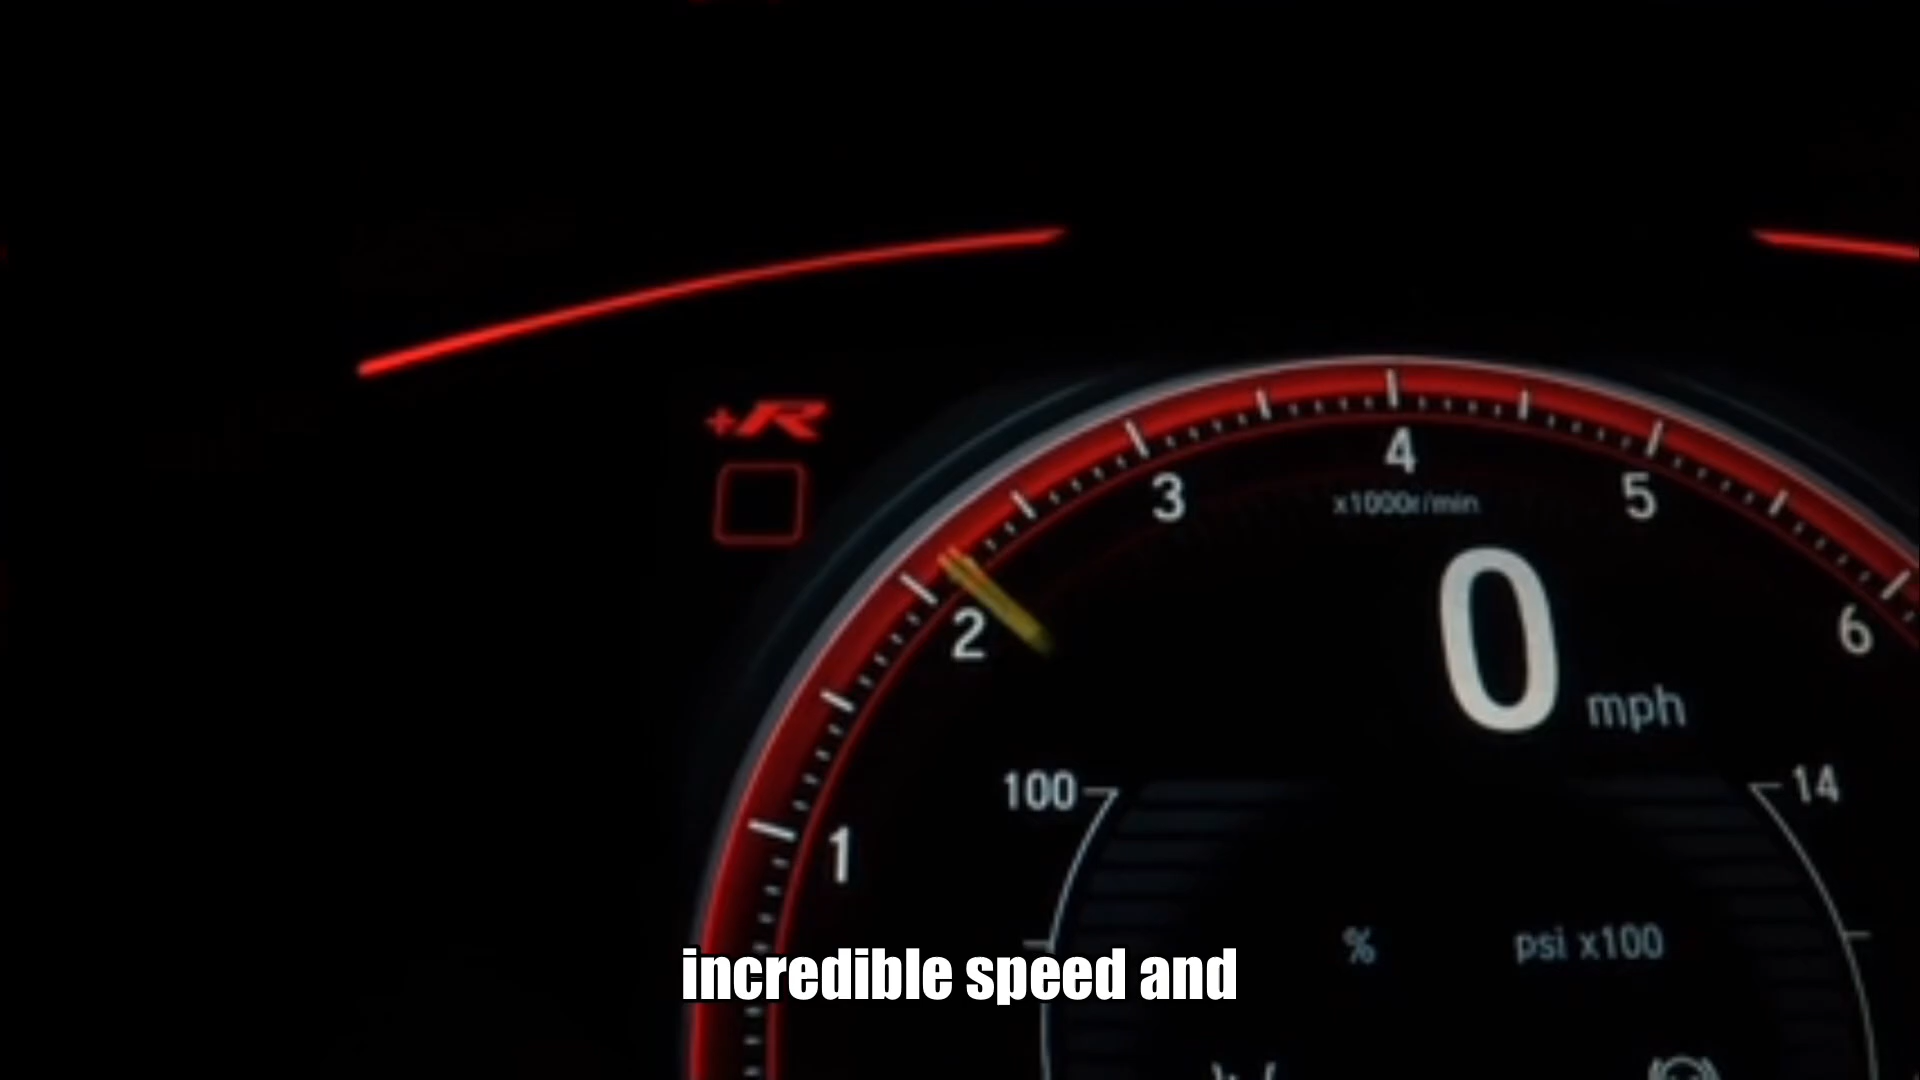 +R
4
3
5
x1000r/min
2
0 mph
6
100
14
1
% psi x100
incredible speed and